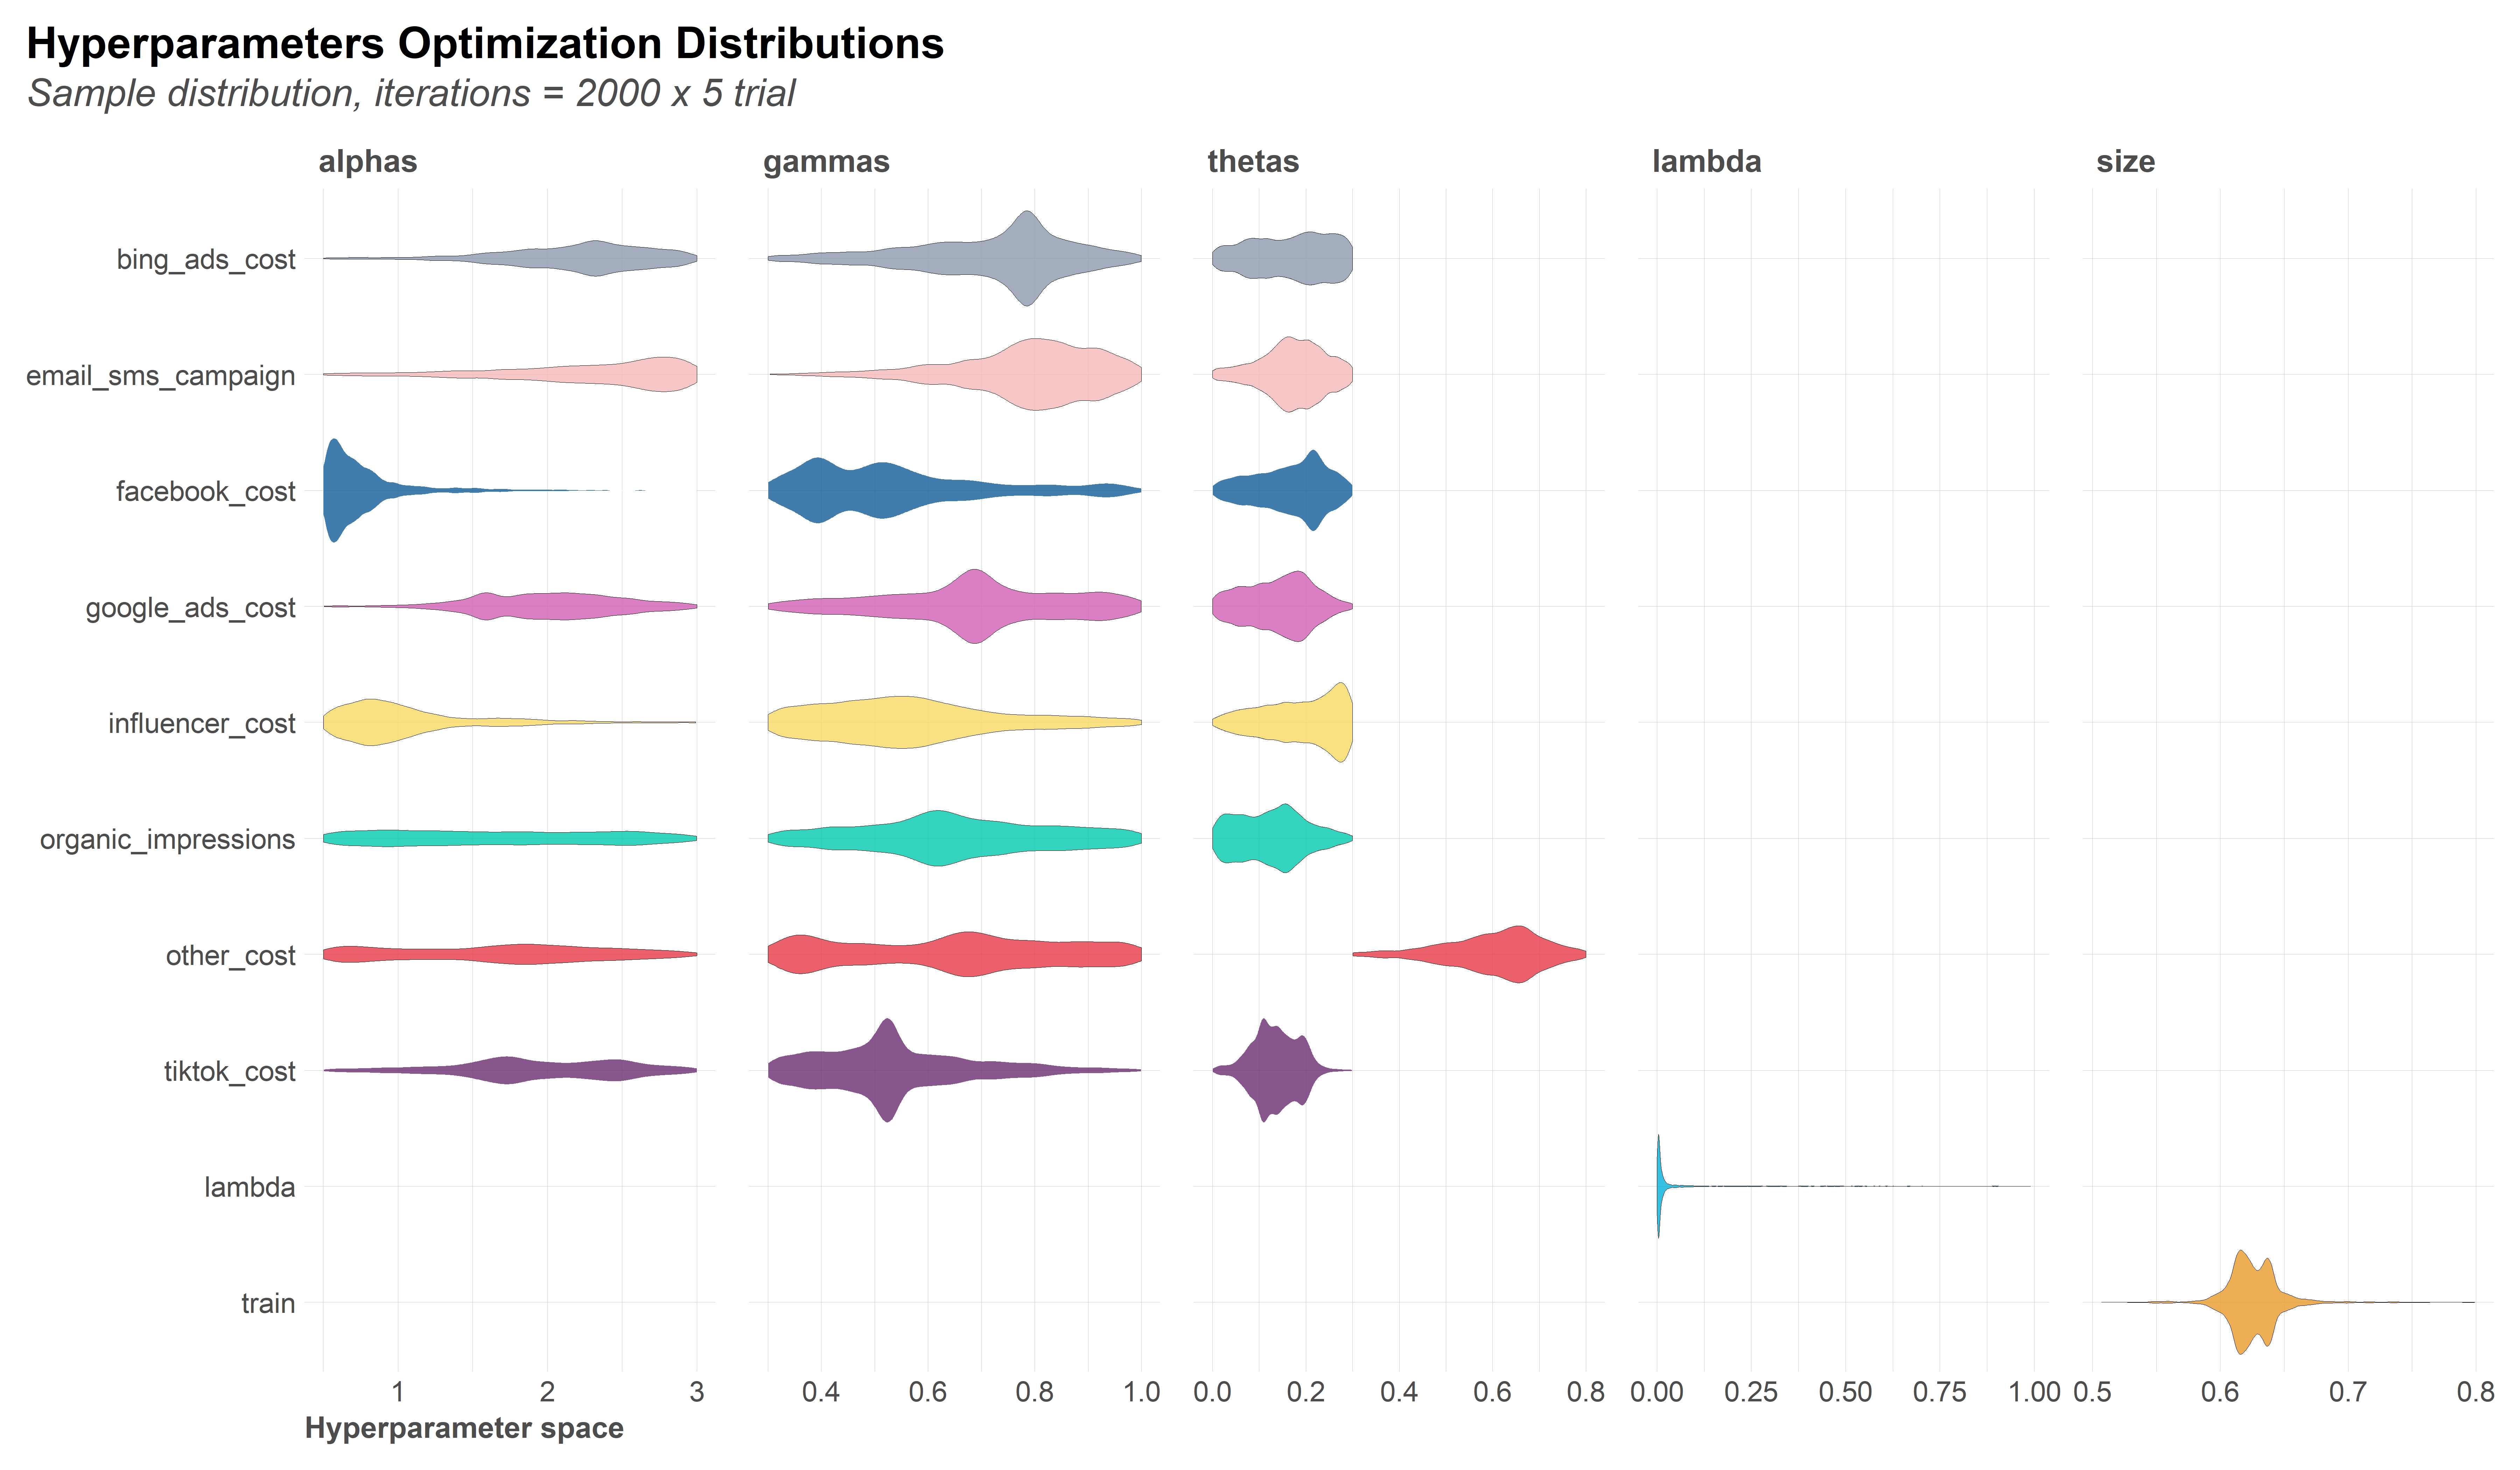 Hyperparameters Optimization Distributions
Sample distribution, iterations = 2000 x 5 trial
alphas gammas thetas lambda size
bing_ads_cost
email_sms_campaign
facebook_cost
google_ads_cost
influencer_cost
organic_impressions
other_cost
tiktok_cost
lambda
train
1 2 3 0.4 0.6 0.8 1.0 0.0 0.2 0.4 0.6 0.8 0.00 0.25 0.50 0.75 1.00 0.5 0.6 0.7 0.8
Hyperparameter space